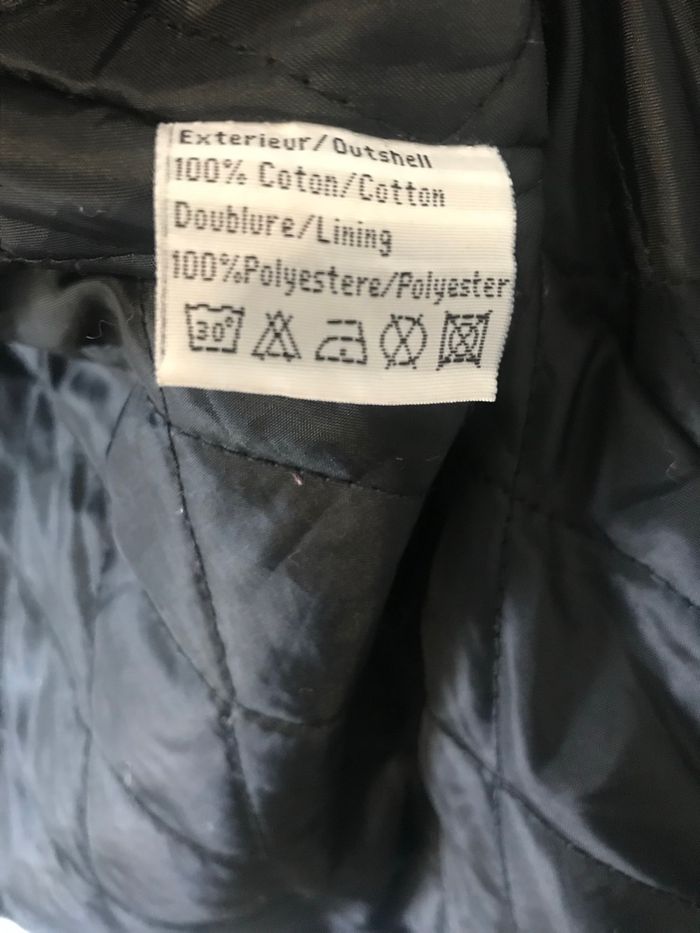 Exterieur/Outshell
100% Coton/Cotton
Doublure/Lining
100%Polyestere/Polyester
30°